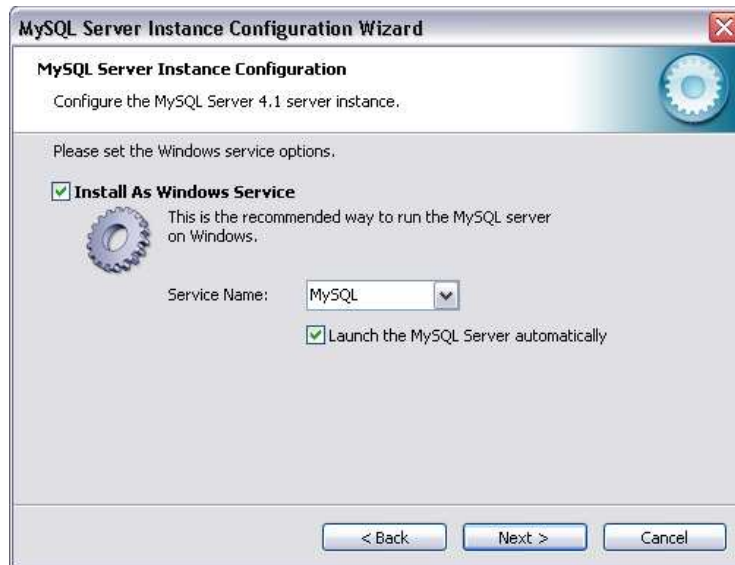 MySQL Server Instance Configuration Wizard
MySQL Server Instance Configuration
Configure the MySQL Server 4.1 server instance.
Please set the Windows service options.
Install As Windows Service
This is the recommended way to run the MySQL server
on Windows.
Service Name:
MySQL
Launch the MySQL Server automatically
< Back
Next >
Cancel